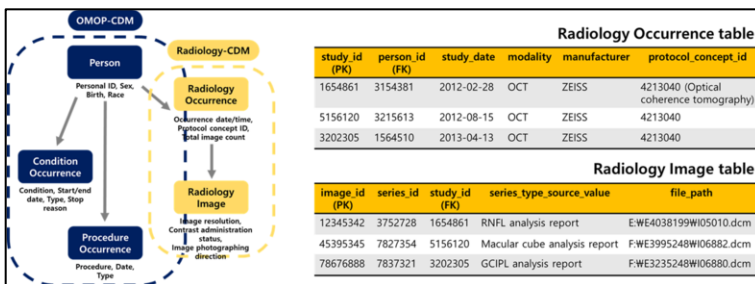 OMOP-CDM
Radiology-CDM
Person
Personal ID, Sex,
Birth, Race
Radiology
Occurrence
Occurrence date/time,
Protocol concept ID,
Total image count
Condition
Occurrence
Condition, Start/end
date, Type, Stop
reason
Radiology
Image
Image resolution,
Contrast administration
status,
Image photographing
direction
Procedure
Occurrence
Procedure, Date,
Type
Radiology Occurrence table
study_id (PK) person_id (FK) study_date modality manufacturer protocol_concept_id
1654861 3154381 2012-02-28 OCT ZEISS 4213040 (Optical
coherence tomography)
5156120 3215613 2012-08-15 OCT ZEISS 4213040
3202305 1564510 2013-04-13 OCT ZEISS 4213040
Radiology Image table
image_id (PK) series_id study_id (FK) series_type_source_value file_path
12345342 3752728 1654861 RNFL analysis report E:₩E4038199₩I05010.dcm
45395345 7827354 5156120 Macular cube analysis report F:₩E3995248₩I06882.dcm
78676888 7837321 3202305 GCIPL analysis report F:₩E3235248₩I06880.dcm